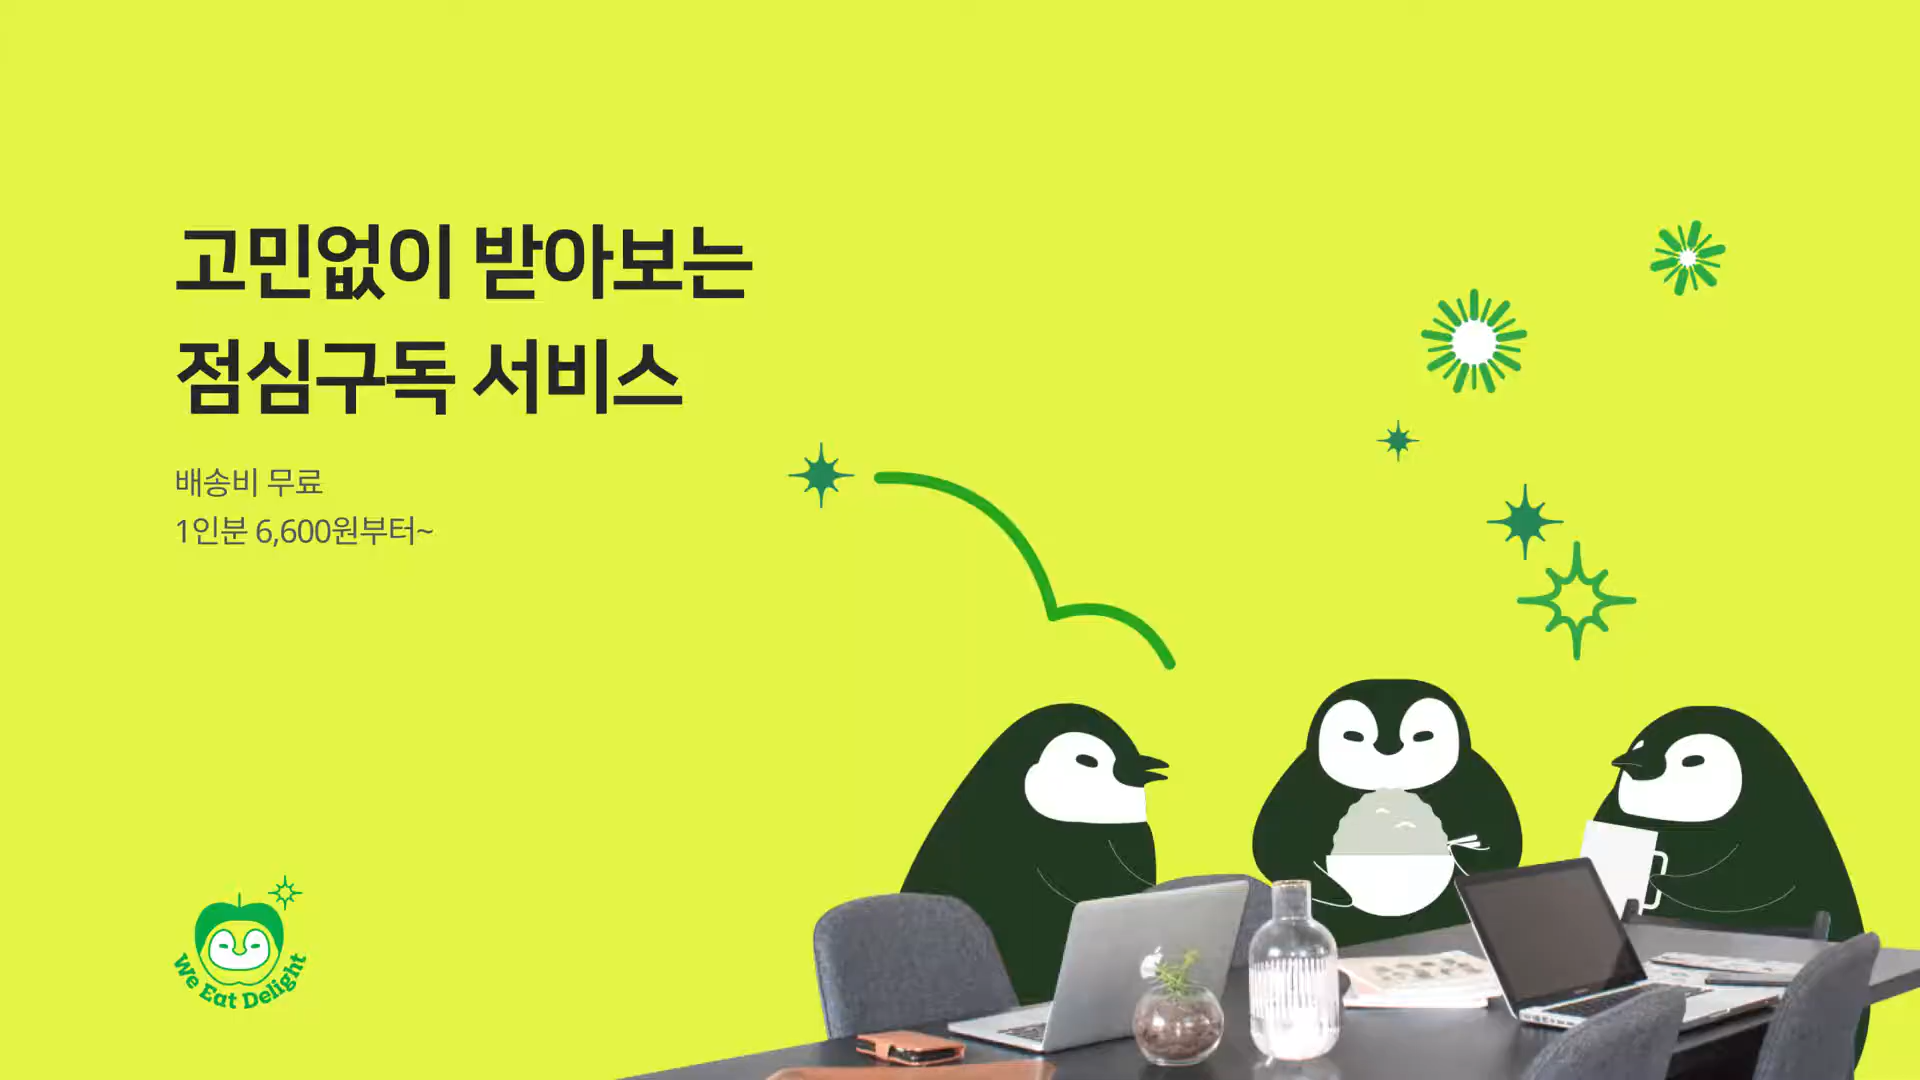 고민없이 받아보는
점심구독 서비스
배송비 무료
1인분 6,600원부터~
We Eat Delight